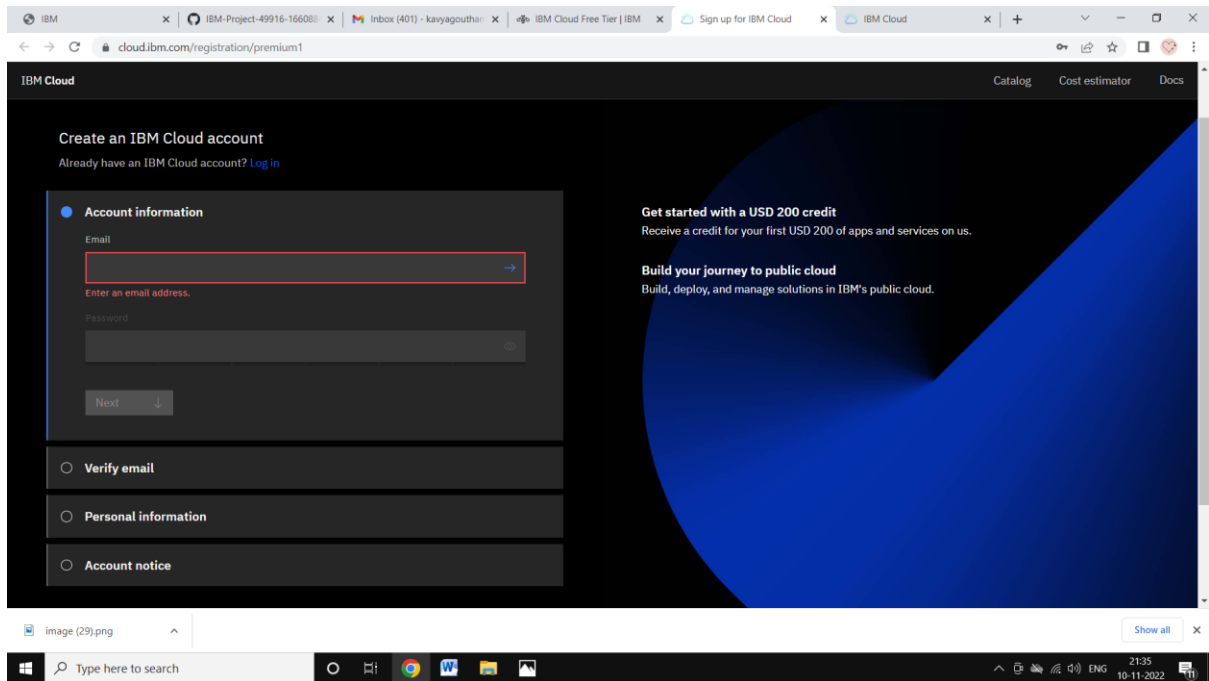 IBM
IBM-Project-49916-166088
Inbox (401) - kavyagouthan
IBM Cloud Free Tier | IBM
Sign up for IBM Cloud
IBM Cloud
cloud.ibm.com/registration/premium1
IBM Cloud
Catalog
Cost estimator
Docs
Create an IBM Cloud account
Already have an IBM Cloud account? Log in
Account information
Email
Enter an email address.
Password
Next
Verify email
Personal information
Account notice
Get started with a USD 200 credit
Receive a credit for your first USD 200 of apps and services on us.
Build your journey to public cloud
Build, deploy, and manage solutions in IBM's public cloud.
image (29).png
Show all
Type here to search
ENG
21:35
10-11-2022